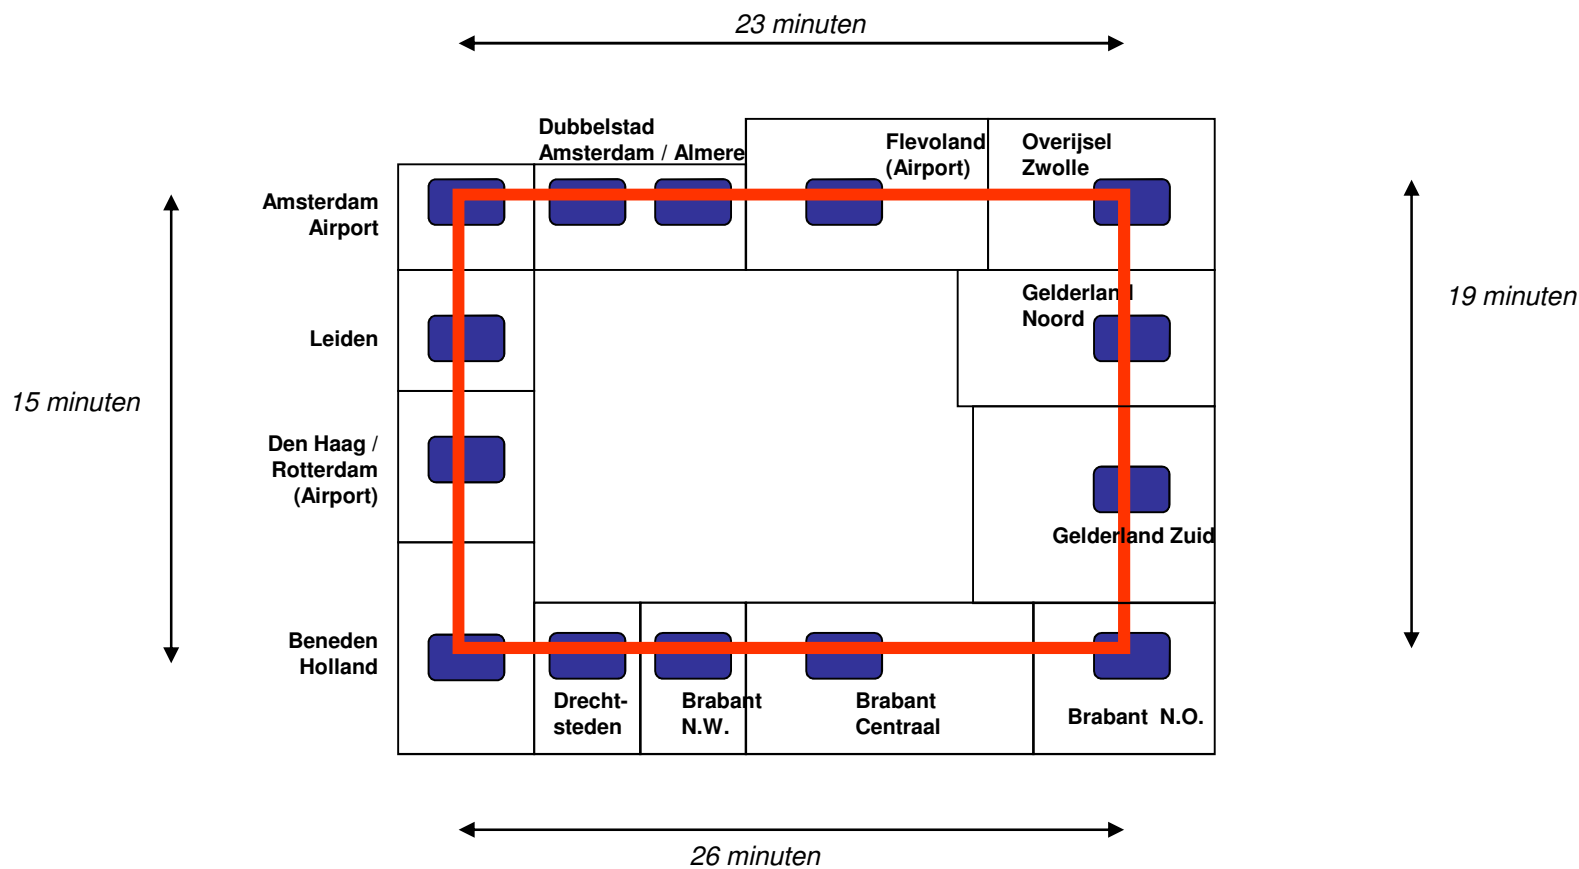 23 minuten
Dubbelstad
Amsterdam / Almere
Flevoland
(Airport)
Overijsel
Zwolle
Amsterdam
Airport
Gelderland
Noord
19 minuten
Leiden
15 minuten
Den Haag /
Rotterdam
(Airport)
Gelderland Zuid
Beneden
Holland
Drecht-
steden
Brabant
N.W.
Brabant
Centraal
Brabant N.O.
26 minuten